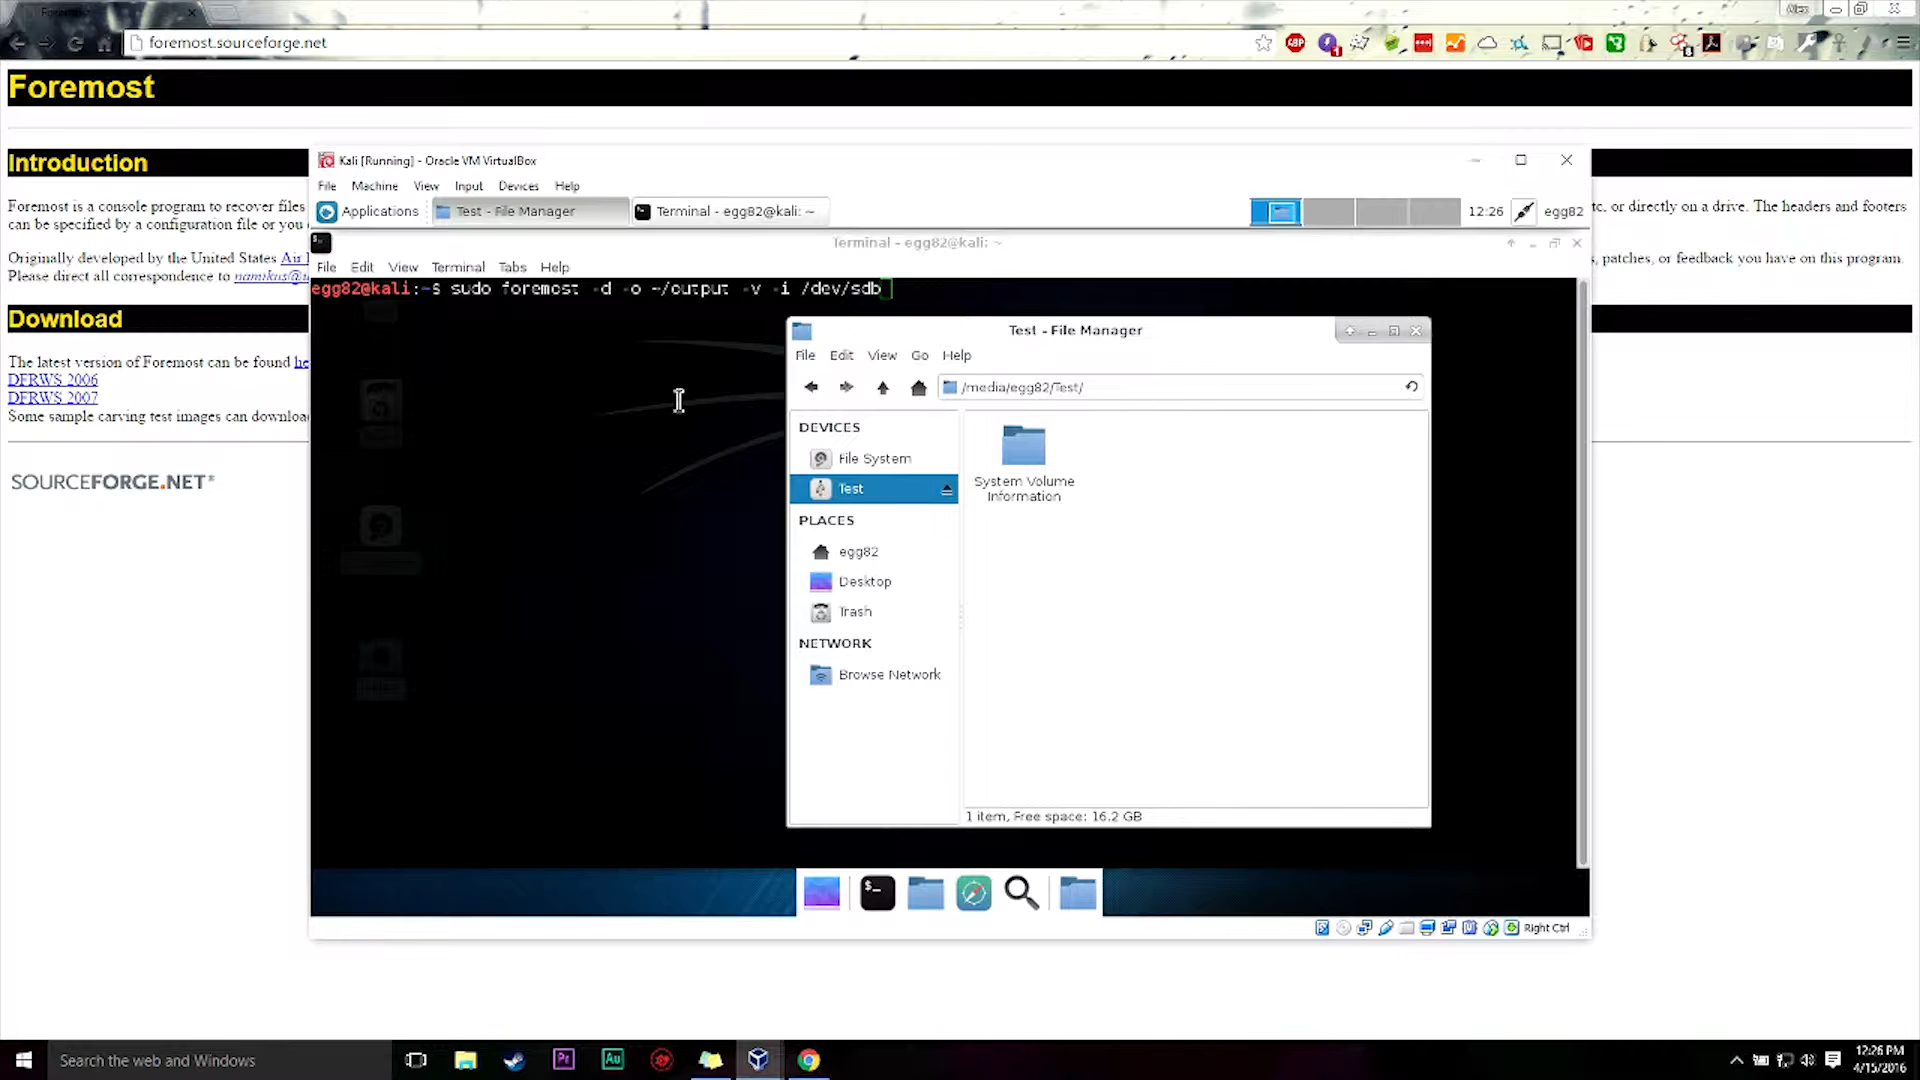 Alex
foremost.sourceforge.net
Foremost
Introduction
Foremost is a console program to recover files
etc. or directly on a drive. The headers and footers
can be specified by a configuration file or you
Originally developed by the United States Air
, patches, or feedback you have on this program.
Please direct all correspondence to
Download
The latest version of Foremost can be found
DFRWS 2006
DFRWS 2007
Some sample carving test images can
SOURCEFORGE.NET®
Kali [Running] - Oracle VM VirtualBox
File Machine View Input Devices Help
Applications
Test - File Manager
Terminal - egg82@kali: ~
12:26
egg82
Terminal - egg82@kali: ~
File Edit View Terminal Tabs Help
egg82@kali:~$ sudo foremost -d -o ~/output -v -i /dev/sdb
Test - File Manager
File Edit View Go Help
/media/egg82/Test/
DEVICES
File System
Test
PLACES
egg82
Desktop
Trash
NETWORK
Browse Network
System Volume
Information
1 item, Free space: 16.2 GB
Right Ctrl
Search the web and Windows
12:26 PM
4/15/2016